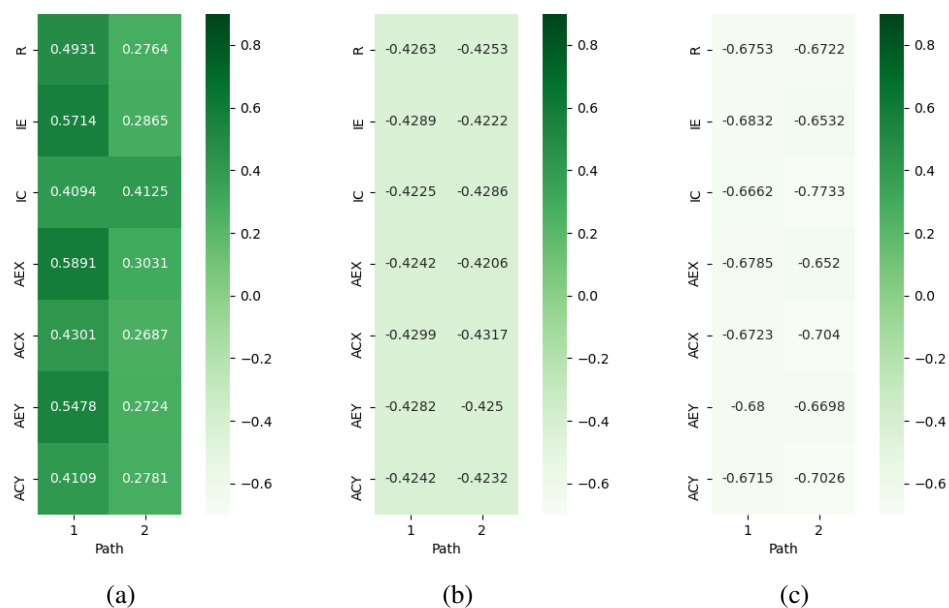 R 0.4931 0.2764
IE 0.5714 0.2865
IC 0.4094 0.4125
AEX 0.5891 0.3031
ACX 0.4301 0.2687
AEY 0.5478 0.2724
ACY 0.4109 0.2781
1 2
Path
0.8
0.6
0.4
0.2
0.0
−0.2
−0.4
−0.6
(a)
R -0.4263 -0.4253
IE -0.4289 -0.4222
IC -0.4225 -0.4286
AEX -0.4242 -0.4206
ACX -0.4299 -0.4317
AEY -0.4282 -0.425
ACY -0.4242 -0.4232
1 2
Path
0.8
0.6
0.4
0.2
0.0
−0.2
−0.4
−0.6
(b)
R -0.6753 -0.6722
IE -0.6832 -0.6532
IC -0.6662 -0.7733
AEX -0.6785 -0.652
ACX -0.6723 -0.704
AEY -0.68 -0.6698
ACY -0.6715 -0.7026
1 2
Path
0.8
0.6
0.4
0.2
0.0
−0.2
−0.4
−0.6
(c)